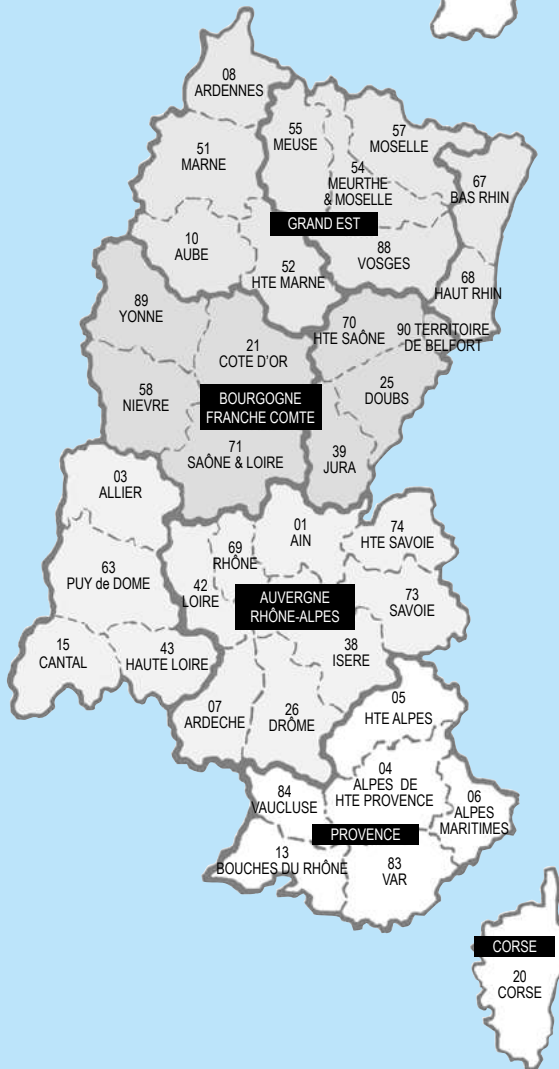 08
ARDENNES
55
MEUSE
57
MOSELLE
51
MARNE
54
MEURTHE
& MOSELLE
67
BAS RHIN
GRAND EST
10
AUBE
88
VOSGES
52
HTE MARNE
68
HAUT RHIN
89
YONNE
21
COTE D'OR
70
HTE SAÔNE
90 TERRITOIRE
DE BELFORT
58
NIEVRE
BOURGOGNE
FRANCHE COMTE
25
DOUBS
71
SAÔNE & LOIRE
39
JURA
03
ALLIER
01
AIN
74
HTE SAVOIE
69
RHÔNE
63
PUY de DOME
42
LOIRE
AUVERGNE
RHÔNE-ALPES
73
SAVOIE
15
CANTAL
43
HAUTE LOIRE
38
ISERE
07
ARDECHE
26
DRÔME
05
HTE ALPES
04
ALPES DE
HTE PROVENCE
84
VAUCLUSE
06
ALPES
MARITIMES
PROVENCE
13
BOUCHES DU RHÔNE
83
VAR
CORSE
20
CORSE